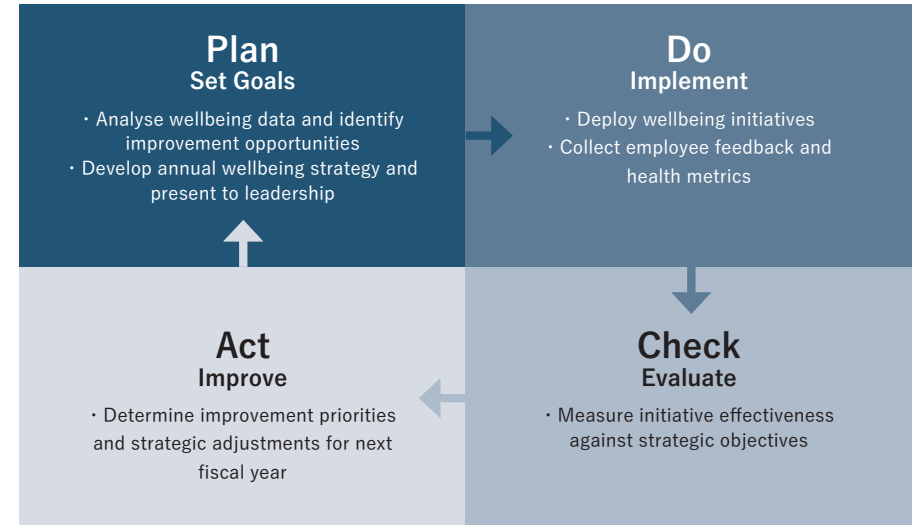 Plan
Set Goals
・Analyse wellbeing data and identify
improvement opportunities
・Develop annual wellbeing strategy and
present to leadership
Do
Implement
・Deploy wellbeing initiatives
・Collect employee feedback and
health metrics
Act
Improve
・Determine improvement priorities
and strategic adjustments for next
fiscal year
Check
Evaluate
・Measure initiative effectiveness
against strategic objectives